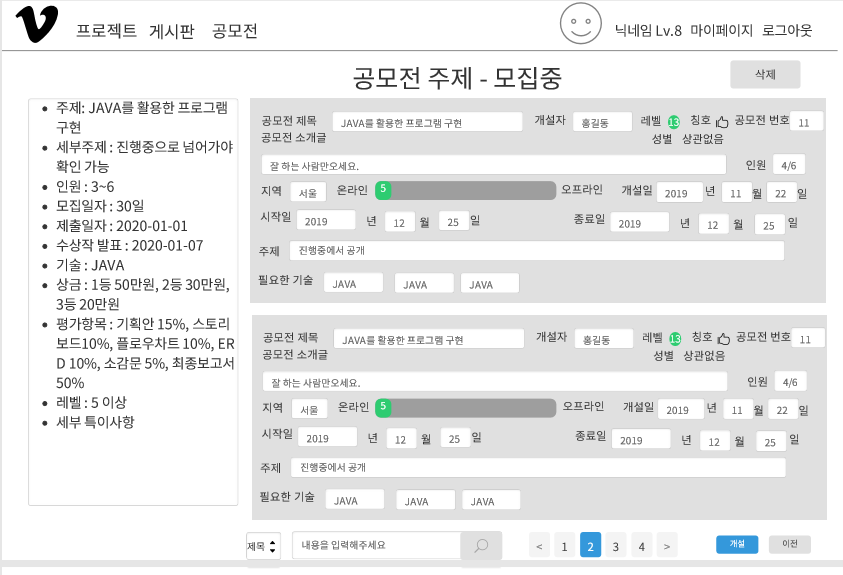 프로젝트 게시판 공모전
닉네임 Lv.8 마이페이지 로그아웃
공모전 주제 - 모집중
삭제
주제: JAVA를 활용한 프로그램
구현
세부주제 : 진행중으로 넘어가야
확인 가능
인원 : 3~6
모집일자 : 30일
제출일자 : 2020-01-01
수상작 발표 : 2020-01-07
기술 : JAVA
상금 : 1등 50만원, 2등 30만원,
3등 20만원
평가항목 : 기획안 15%, 스토리
보드10%, 플로우차트 10%, ER
D 10%, 소감문 5%, 최종보고서
50%
레벨 : 5 이상
세부 특이사항
공모전 제목 JAVA를 활용한 프로그램 구현 개설자 홍길동 레벨 13 칭호 공모전 번호 11
공모전 소개글 성별 상관없음
잘 하는 사람만오세요. 인원 4/6
지역 서울 온라인 5 오프라인 개설일 2019 년 11 월 22 일
시작일 2019 년 12 월 25 일 종료일 2019 년 12 월 25 일
주제 진행중에서 공개
필요한 기술 JAVA JAVA JAVA
공모전 제목 JAVA를 활용한 프로그램 구현 개설자 홍길동 레벨 13 칭호 공모전 번호 11
공모전 소개글 성별 상관없음
잘 하는 사람만오세요. 인원 4/6
지역 서울 온라인 5 오프라인 개설일 2019 년 11 월 22 일
시작일 2019 년 12 월 25 일 종료일 2019 년 12 월 25 일
주제 진행중에서 공개
필요한 기술 JAVA JAVA JAVA
제목 내용을 입력해주세요 < 1 2 3 4 > 개설 이전